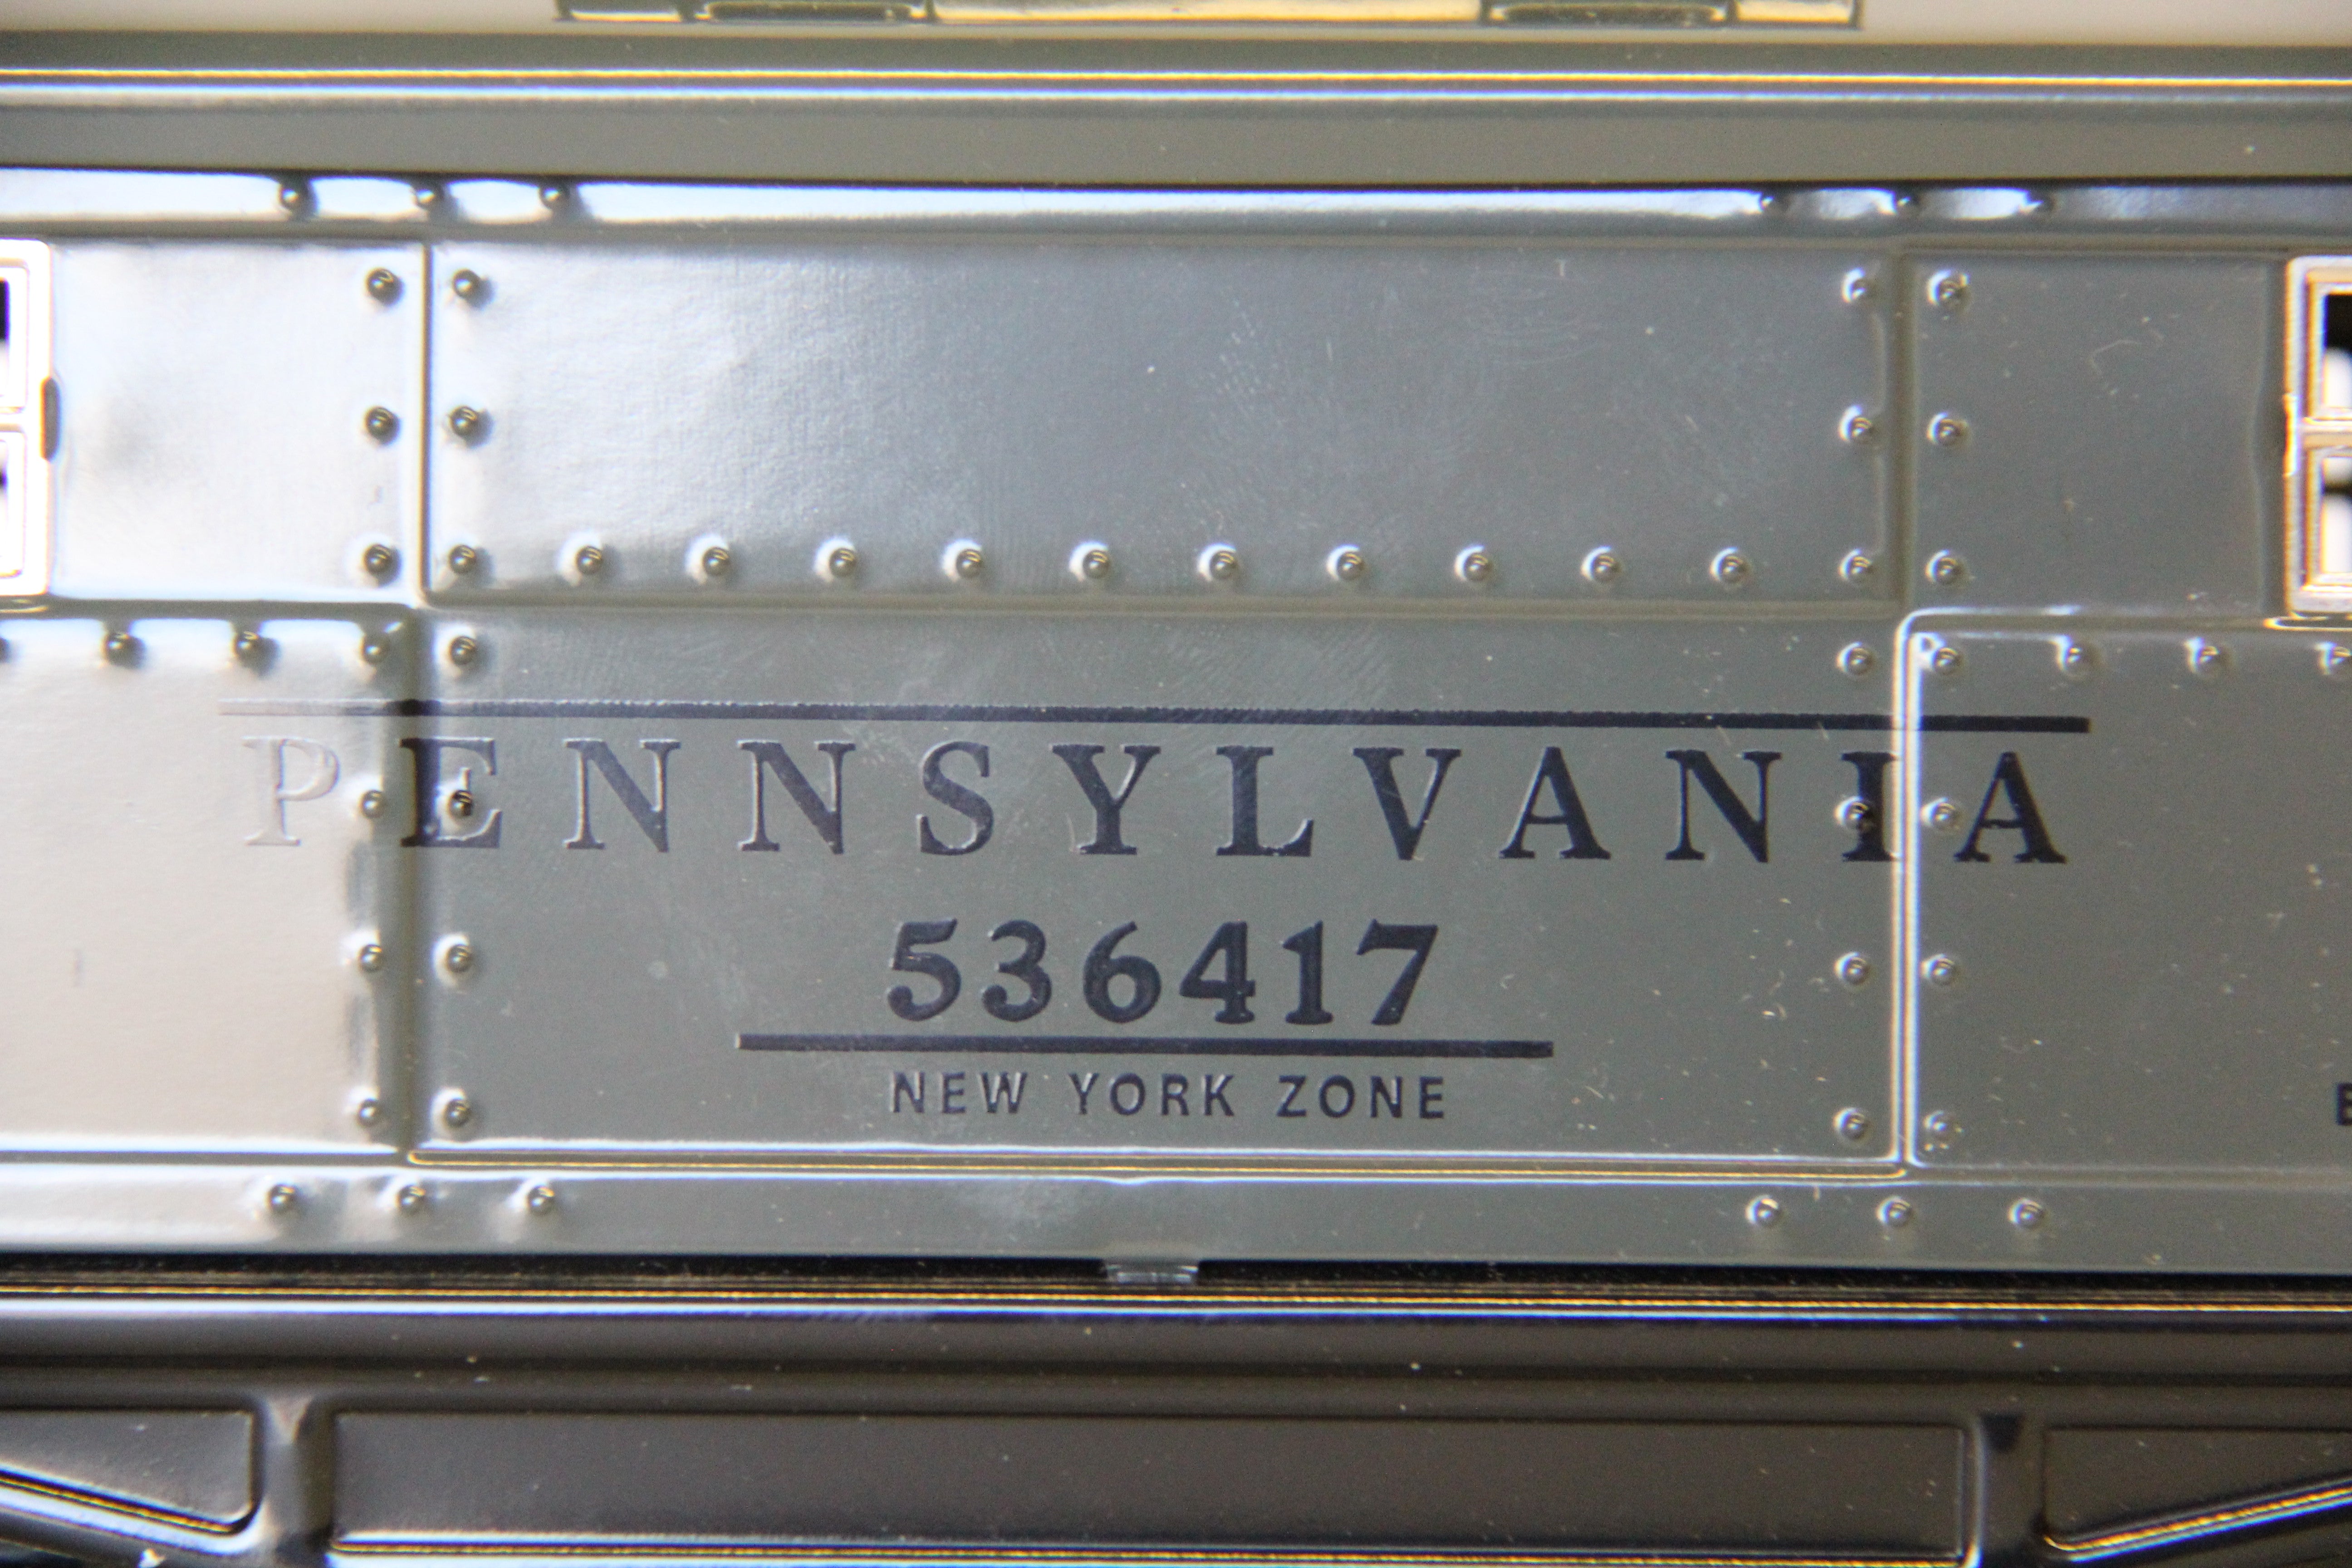 PENNSYLVANIA
536417
NEW YORK ZONE